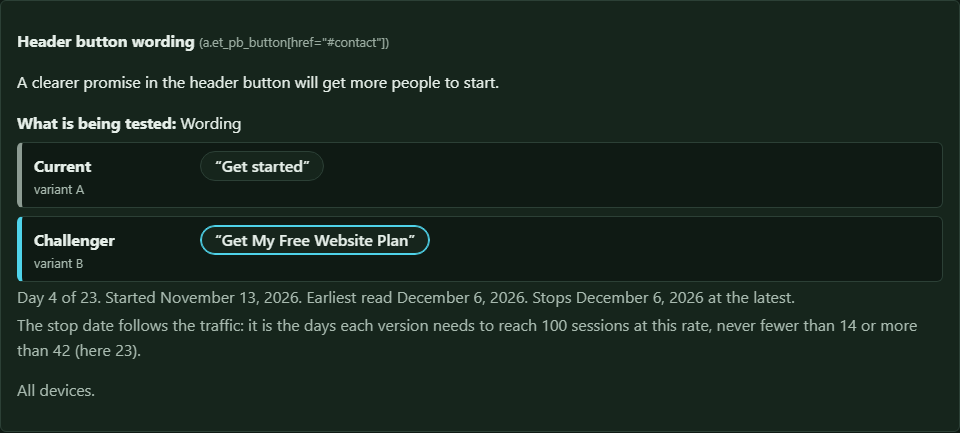 Header button wording (a.et_pb_button[href="#contact"])
A clearer promise in the header button will get more people to start.
What is being tested: Wording
Current
“Get started”
variant A
Challenger
“Get My Free Website Plan”
variant B
Day 4 of 23. Started November 13, 2026. Earliest read December 6, 2026. Stops December 6, 2026 at the latest.
The stop date follows the traffic: it is the days each version needs to reach 100 sessions at this rate, never fewer than 14 or more
than 42 (here 23).
All devices.